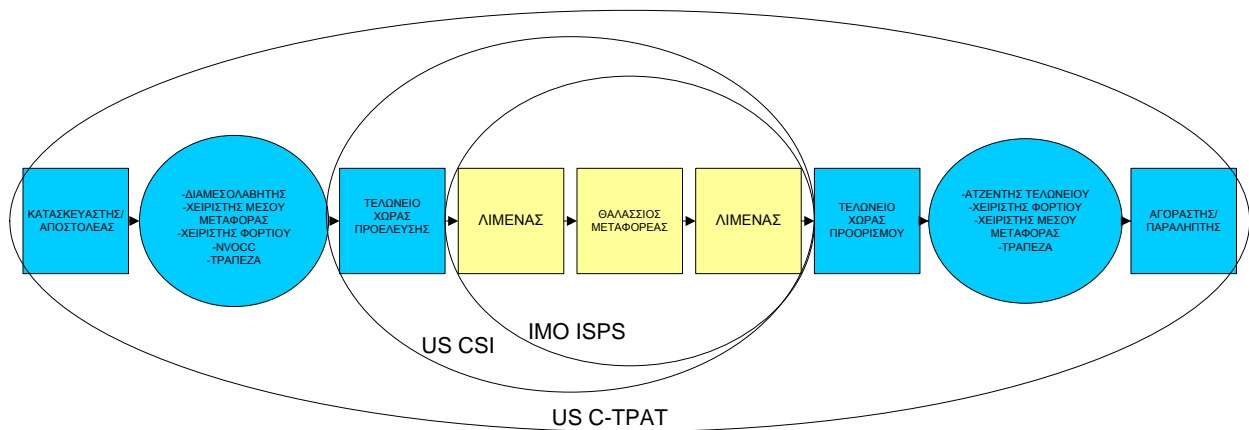 ΚΑΤΑΣΚΕΥΑΣΤΗΣ/
ΑΠΟΣΤΟΛΕΑΣ
-ΔΙΑΜΕΣΟΛΑΒΗΤΗΣ
-ΧΕΙΡΙΣΤΗΣ ΜΕΣΟΥ
ΜΕΤΑΦΟΡΑΣ
-ΧΕΙΡΙΣΤΗΣ ΦΟΡΤΙΟΥ
-NVOCC
-ΤΡΑΠΕΖΑ
ΤΕΛΩΝΕΙΟ
ΧΩΡΑΣ
ΠΡΟΕΛΕΥΣΗΣ
ΛΙΜΕΝΑΣ
ΘΑΛΑΣΣΙΟΣ
ΜΕΤΑΦΟΡΕΑΣ
ΛΙΜΕΝΑΣ
ΤΕΛΩΝΕΙΟ
ΧΩΡΑΣ
ΠΡΟΟΡΙΣΜΟΥ
-ΑΤΖΕΝΤΗΣ ΤΕΛΩΝΕΙΟΥ
-ΧΕΙΡΙΣΤΗΣ ΦΟΡΤΙΟΥ
-ΧΕΙΡΙΣΤΗΣ ΜΕΣΟΥ
ΜΕΤΑΦΟΡΑΣ
-ΤΡΑΠΕΖΑ
ΑΓΟΡΑΣΤΗΣ/
ΠΑΡΑΛΗΠΤΗΣ
IMO ISPS
US CSI
US C-TPAT